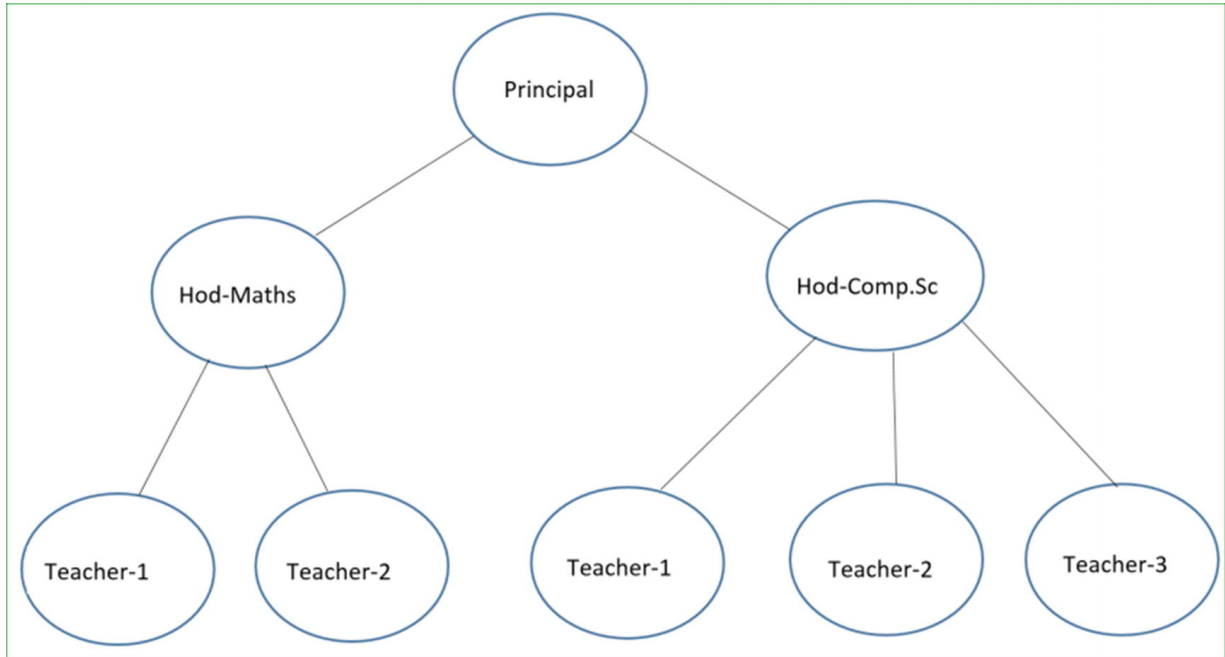 Principal
Hod-Maths
Hod-Comp.Sc
Teacher-1
Teacher-2
Teacher-1
Teacher-2
Teacher-3